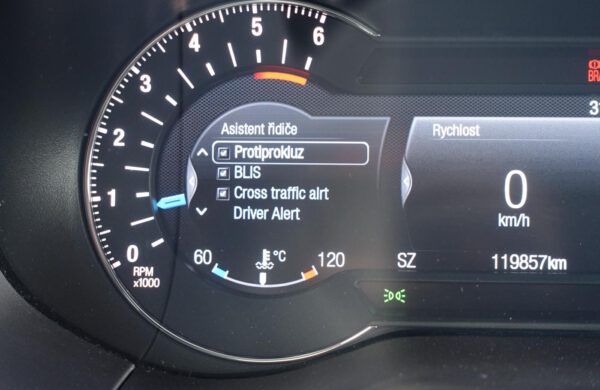 0
1
2
3
4
5
6
RPM
x1000
Asistent řidiče
Protiprokluz
BLIS
Cross traffic alrt
Driver Alert
60 °C 120
Rychlost
0
km/h
SZ 119857km